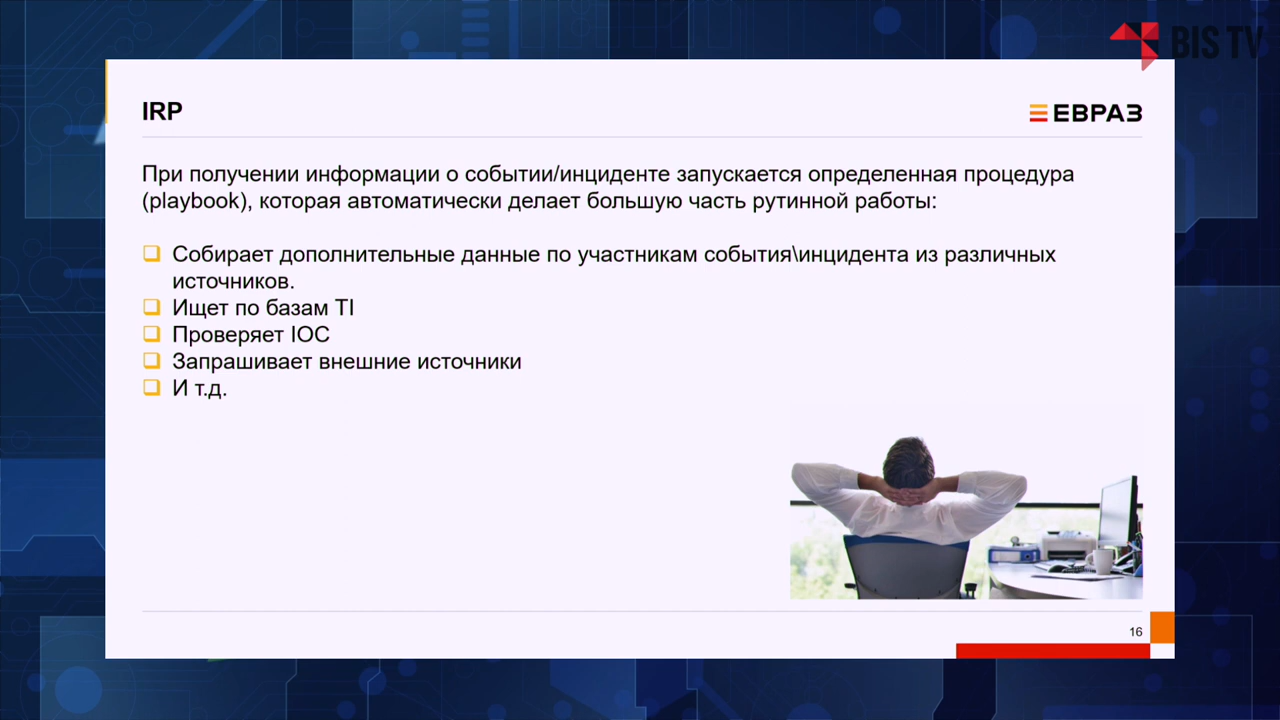 BIS TV
IRP
ЕВРАЗ
При получении информации о событии/инциденте запускается определенная процедура
(playbook), которая автоматически делает большую часть рутинной работы:
Собирает дополнительные данные по участникам события\инцидента из различных
источников.
Ищет по базам TI
Проверяет IOC
Запрашивает внешние источники
И т.д.
16